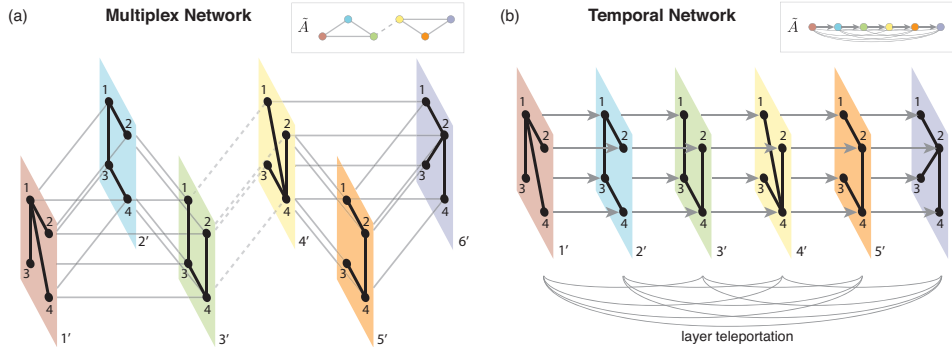 (a)
Multiplex Network
Ã
1 2 3 4 1′
1 2 3 4 2′
1 2 3 4 3′
1 2 3 4 4′
1 2 3 4 5′
1 2 3 4 6′
(b)
Temporal Network
Ã
1 2 3 4 1′
1 2 3 4 2′
1 2 3 4 3′
1 2 3 4 4′
1 2 3 4 5′
1 2 3 4 6′
layer teleportation